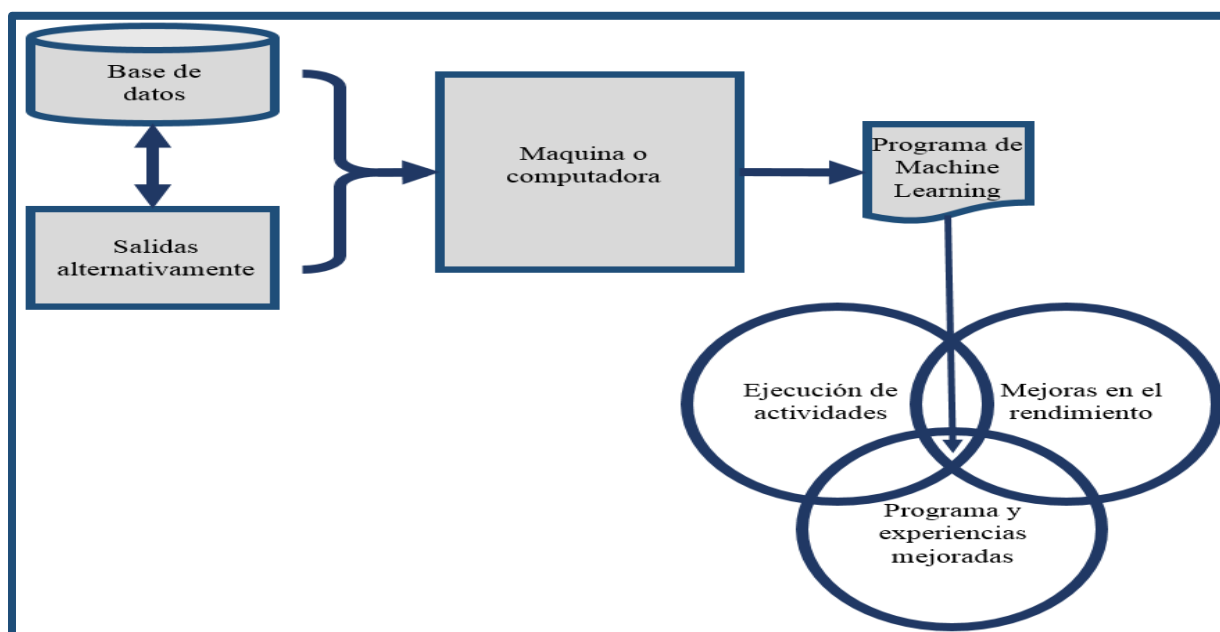 Base de
datos
Salidas
alternativamente
Maquina o
computadora
Programa de
Machine
Learning
Ejecución de
actividades
Mejoras en el
rendimiento
Programa y
experiencias
mejoradas